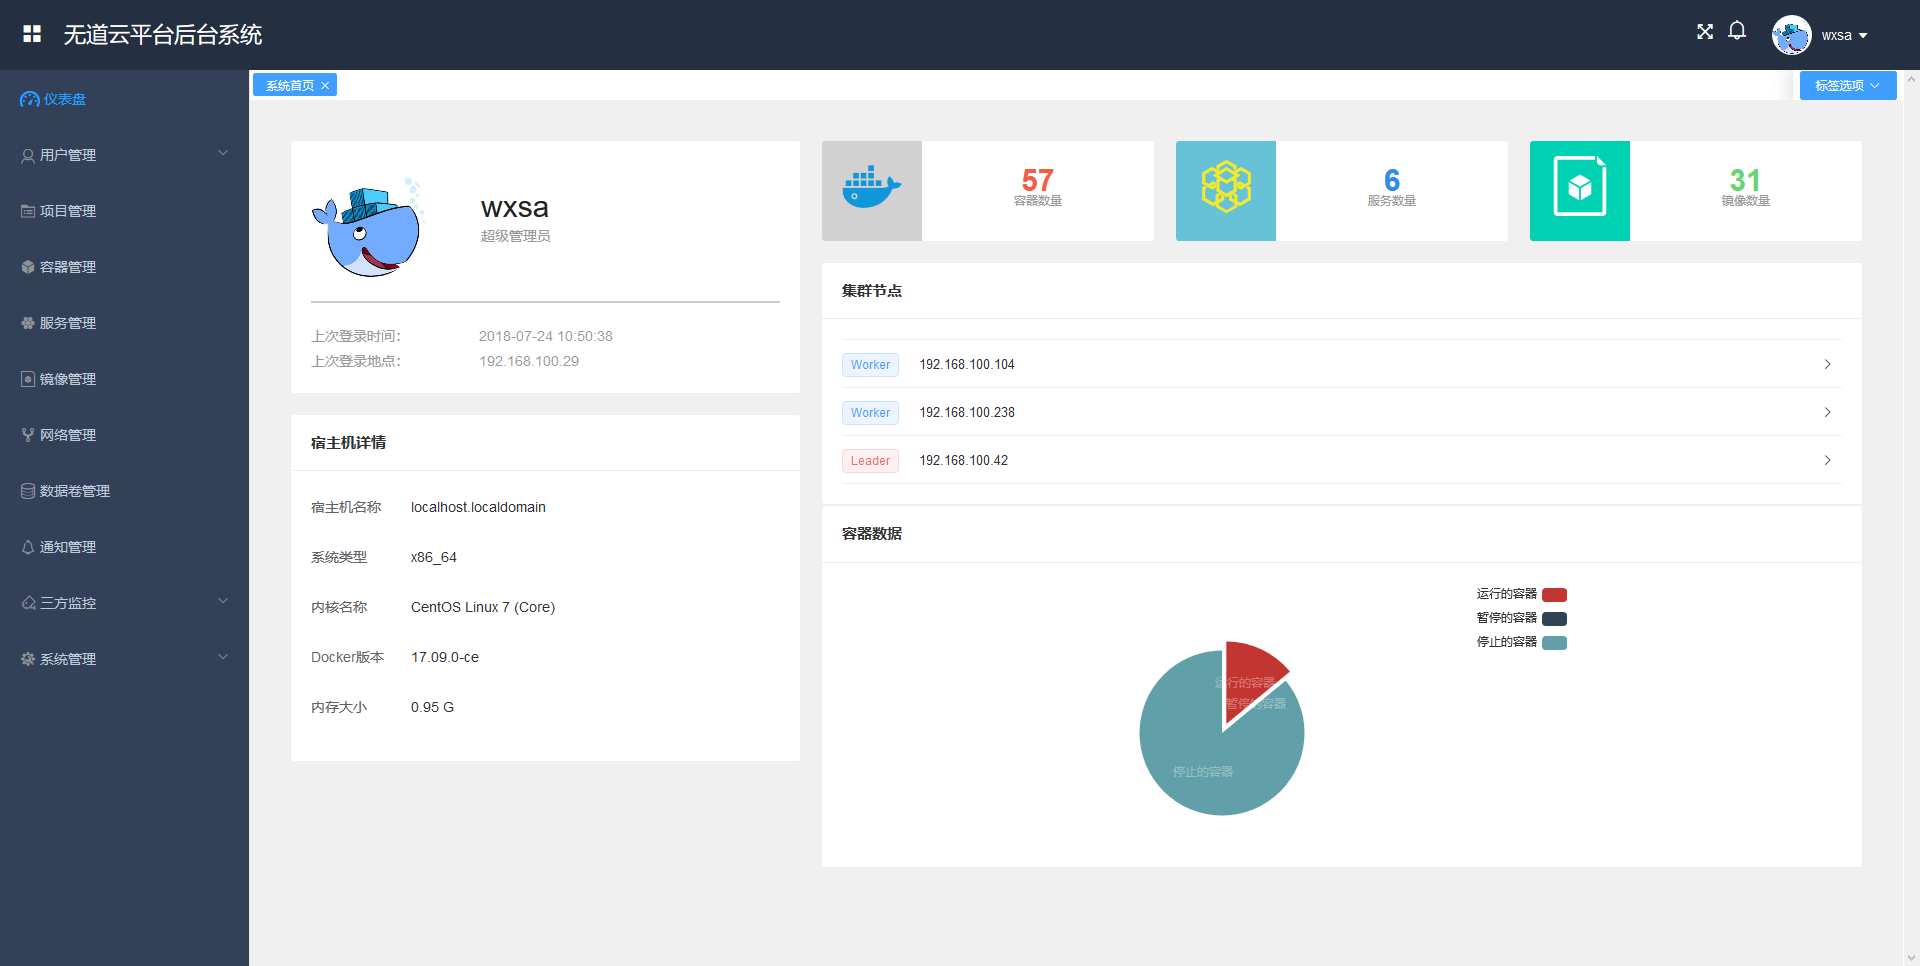 无道云平台后台系统
wxsa
仪表盘
用户管理
项目管理
容器管理
服务管理
镜像管理
网络管理
数据卷管理
通知管理
三方监控
系统管理
系统首页
标签选项
wxsa
超级管理员
上次登录时间: 2018-07-24 10:50:38
上次登录地点: 192.168.100.29
宿主机详情
宿主机名称 localhost.localdomain
系统类型 x86_64
内核名称 CentOS Linux 7 (Core)
Docker版本 17.09.0-ce
内存大小 0.95 G
57
容器数量
6
服务数量
31
镜像数量
集群节点
Worker 192.168.100.104
Worker 192.168.100.238
Leader 192.168.100.42
容器数据
运行的容器
暂停的容器
停止的容器
运行的容器
暂停的容器
停止的容器